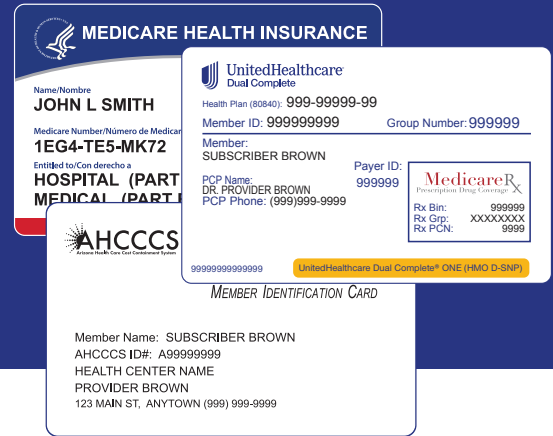 MEDICARE HEALTH INSURANCE
Name/Nombre
JOHN L SMITH
Medicare Number/Número de Medicar
1EG4-TE5-MK72
Entitled to/Con derecho a
HOSPITAL (PART
MEDICAL (PART
UnitedHealthcare®
Dual Complete
Health Plan (80840): 999-99999-99
Member ID: 999999999 Group Number: 999999
Member:
SUBSCRIBER BROWN
PCP Name:
DR. PROVIDER BROWN
PCP Phone: (999)999-9999
Payer ID:
999999
MedicareRx
Prescription Drug Coverage
Rx Bin: 999999
Rx Grp: XXXXXXXX
Rx PCN: 9999
99999999999999 UnitedHealthcare Dual Complete® ONE (HMO D-SNP)
AHCCCS
Arizona Health Care Cost Containment System
MEMBER IDENTIFICATION CARD
Member Name: SUBSCRIBER BROWN
AHCCCS ID#: A99999999
HEALTH CENTER NAME
PROVIDER BROWN
123 MAIN ST, ANYTOWN (999) 999-9999